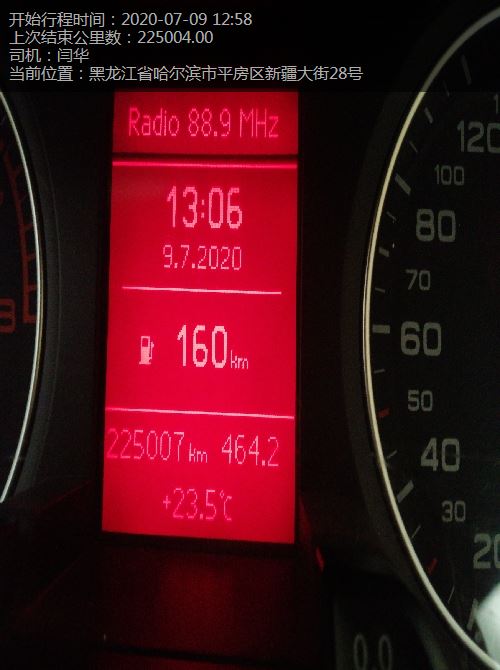 开始行程时间：2020-07-09 12:58
上次结束公里数：225004.00
司机：闫华
当前位置：黑龙江省哈尔滨市平房区新疆大街28号
Radio 88.9 MHz
13:06
9.7.2020
160 km
225007 km 464.2
+23.5℃
120
100
80
70
60
50
40
30
20
0.0